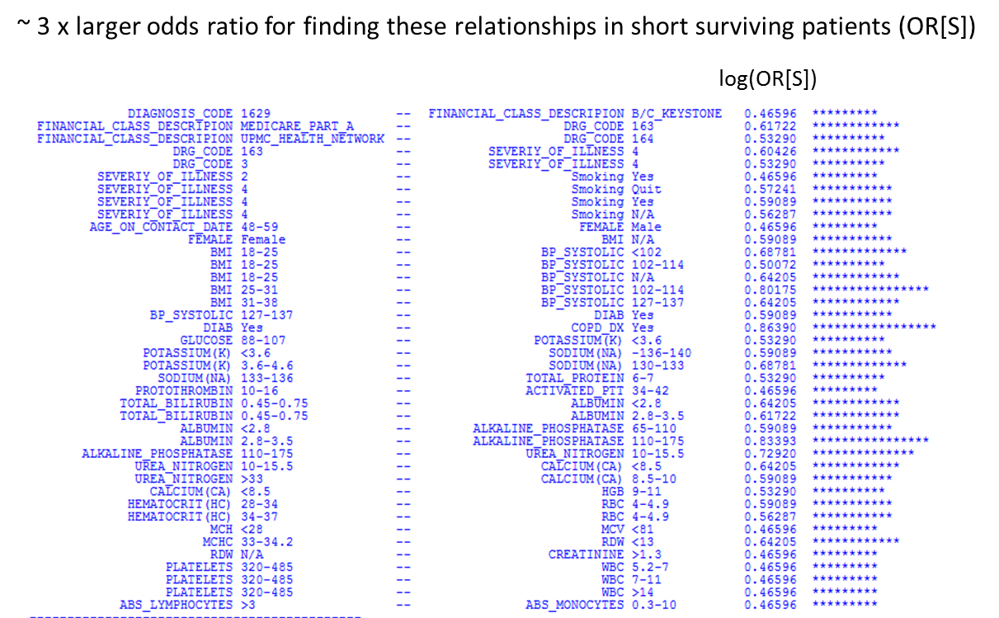 ~ 3 x larger odds ratio for finding these relationships in short surviving patients (OR[S])
log(OR[S])
DIAGNOSIS_CODE 1629 -- FINANCIAL_CLASS_DESCRIPION B/C_KEYSTONE 0.46596 *********
FINANCIAL_CLASS_DESCRIPION MEDICARE_PART_A -- DRG_CODE 163 0.61722 ************
FINANCIAL_CLASS_DESCRIPION UPMC_HEALTH_NETWORK -- DRG_CODE 164 0.53290 **********
DRG_CODE 163 -- SEVERIY_OF_ILLNESS 4 0.60426 ************
DRG_CODE 3 -- SEVERIY_OF_ILLNESS 4 0.53290 **********
SEVERIY_OF_ILLNESS 2 -- Smoking Yes 0.46596 *********
SEVERIY_OF_ILLNESS 4 -- Smoking Quit 0.57241 ***********
SEVERIY_OF_ILLNESS 4 -- Smoking Yes 0.59089 ***********
SEVERIY_OF_ILLNESS 4 -- Smoking N/A 0.56287 ***********
AGE_ON_CONTACT_DATE 48-59 -- FEMALE Male 0.46596 *********
FEMALE Female -- BMI N/A 0.59089 ***********
BMI 18-25 -- BP_SYSTOLIC <102 0.68781 *************
BMI 18-25 -- BP_SYSTOLIC 102-114 0.50072 **********
BMI 18-25 -- BP_SYSTOLIC N/A 0.64205 ************
BMI 25-31 -- BP_SYSTOLIC 102-114 0.80175 ****************
BMI 31-38 -- BP_SYSTOLIC 127-137 0.64205 ************
BP_SYSTOLIC 127-137 -- DIAB Yes 0.59089 ***********
DIAB Yes -- COPD_DX Yes 0.86390 *****************
GLUCOSE 88-107 -- POTASSIUM(K) <3.6 0.53290 **********
POTASSIUM(K) <3.6 -- SODIUM(NA) -136-140 0.59089 ***********
POTASSIUM(K) 3.6-4.6 -- SODIUM(NA) 130-133 0.68781 *************
SODIUM(NA) 133-136 -- TOTAL_PROTEIN 6-7 0.53290 **********
PROTOTHROMBIN 10-16 -- ACTIVATED_PTT 34-42 0.46596 *********
TOTAL_BILIRUBIN 0.45-0.75 -- ALBUMIN <2.8 0.64205 ************
TOTAL_BILIRUBIN 0.45-0.75 -- ALBUMIN 2.8-3.5 0.61722 ************
ALBUMIN <2.8 -- ALKALINE_PHOSPHATASE 65-110 0.59089 ***********
ALBUMIN 2.8-3.5 -- ALKALINE_PHOSPHATASE 110-175 0.83393 ****************
ALKALINE_PHOSPHATASE 110-175 -- UREA_NITROGEN 10-15.5 0.72920 **************
UREA_NITROGEN 10-15.5 -- CALCIUM(CA) <8.5 0.64205 ************
UREA_NITROGEN >33 -- CALCIUM(CA) 8.5-10 0.59089 ***********
CALCIUM(CA) <8.5 -- HGB 9-11 0.53290 **********
HEMATOCRIT(HC) 28-34 -- RBC 4-4.9 0.59089 ***********
HEMATOCRIT(HC) 34-37 -- RBC 4-4.9 0.56287 ***********
MCH <28 -- MCV <81 0.46596 *********
MCHC 33-34.2 -- RDW <13 0.64205 ************
RDW N/A -- CREATININE >1.3 0.46596 *********
PLATELETS 320-485 -- WBC 5.2-7 0.46596 *********
PLATELETS 320-485 -- WBC 7-11 0.46596 *********
PLATELETS 320-485 -- WBC >14 0.46596 *********
ABS_LYMPHOCYTES >3 -- ABS_MONOCYTES 0.3-10 0.46596 *********